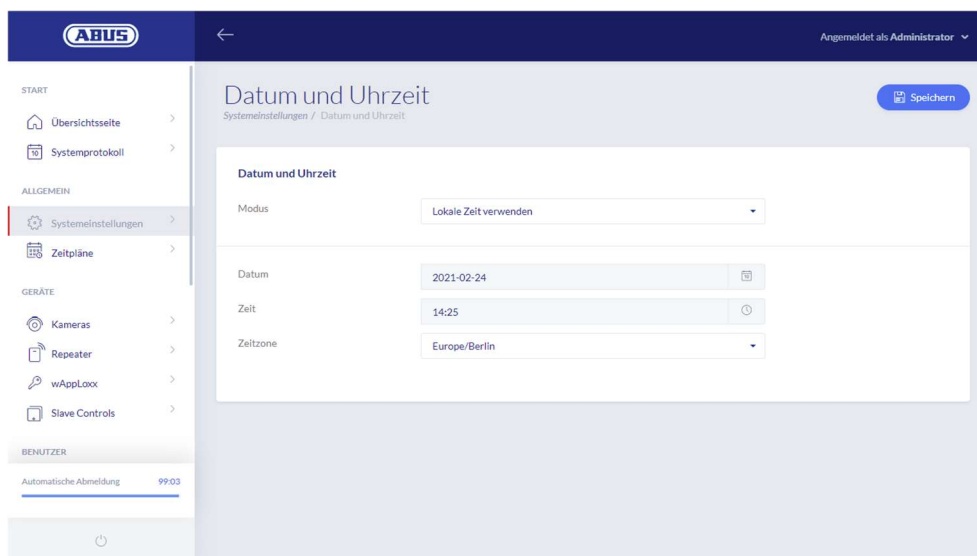 ABUS
Angemeldet als Administrator
START
Übersichtsseite
10 Systemprotokoll
ALLGEMEIN
Systemeinstellungen
Zeitpläne
GERÄTE
Kameras
Repeater
wAppLoxx
Slave Controls
BENUTZER
Automatische Abmeldung 99:03
Datum und Uhrzeit
Systemeinstellungen / Datum und Uhrzeit
Speichern
Datum und Uhrzeit
Modus Lokale Zeit verwenden
Datum 2021-02-24
Zeit 14:25
Zeitzone Europe/Berlin